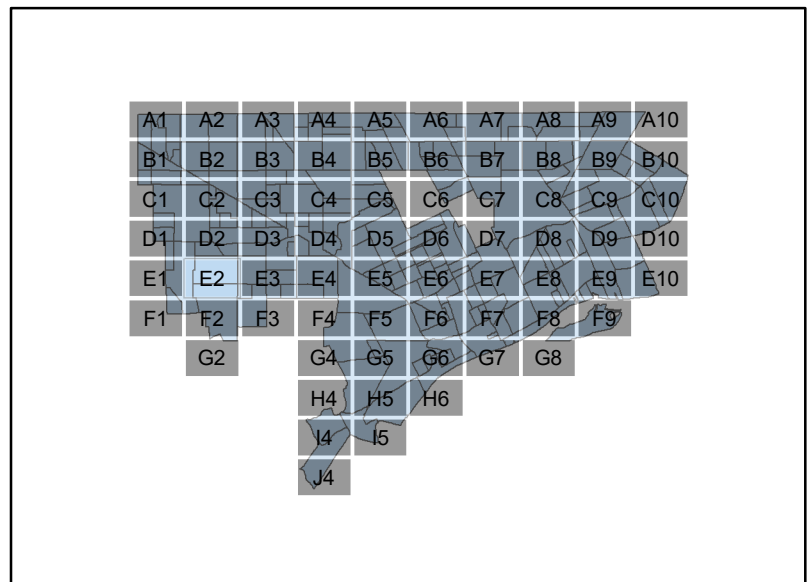 A1 A2 A3 A4 A5 A6 A7 A8 A9 A10
B1 B2 B3 B4 B5 B6 B7 B8 B9 B10
C1 C2 C3 C4 C5 C6 C7 C8 C9 C10
D1 D2 D3 D4 D5 D6 D7 D8 D9 D10
E1 E2 E3 E4 E5 E6 E7 E8 E9 E10
F1 F2 F3 F4 F5 F6 F7 F8 F9
G2 G4 G5 G6 G7 G8
H4 H5 H6
I4 I5
J4